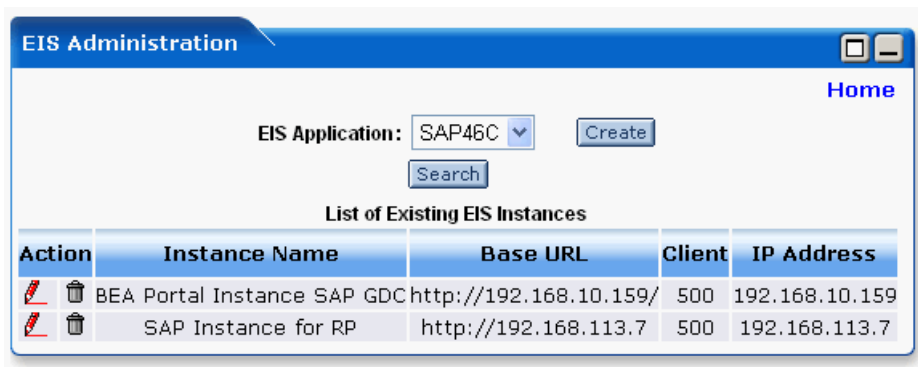 EIS Administration
Home
EIS Application: SAP46C Create
Search
List of Existing EIS Instances
Action Instance Name Base URL Client IP Address
BEA Portal Instance SAP GDC http://192.168.10.159/ 500 192.168.10.159
SAP Instance for RP http://192.168.113.7 500 192.168.113.7